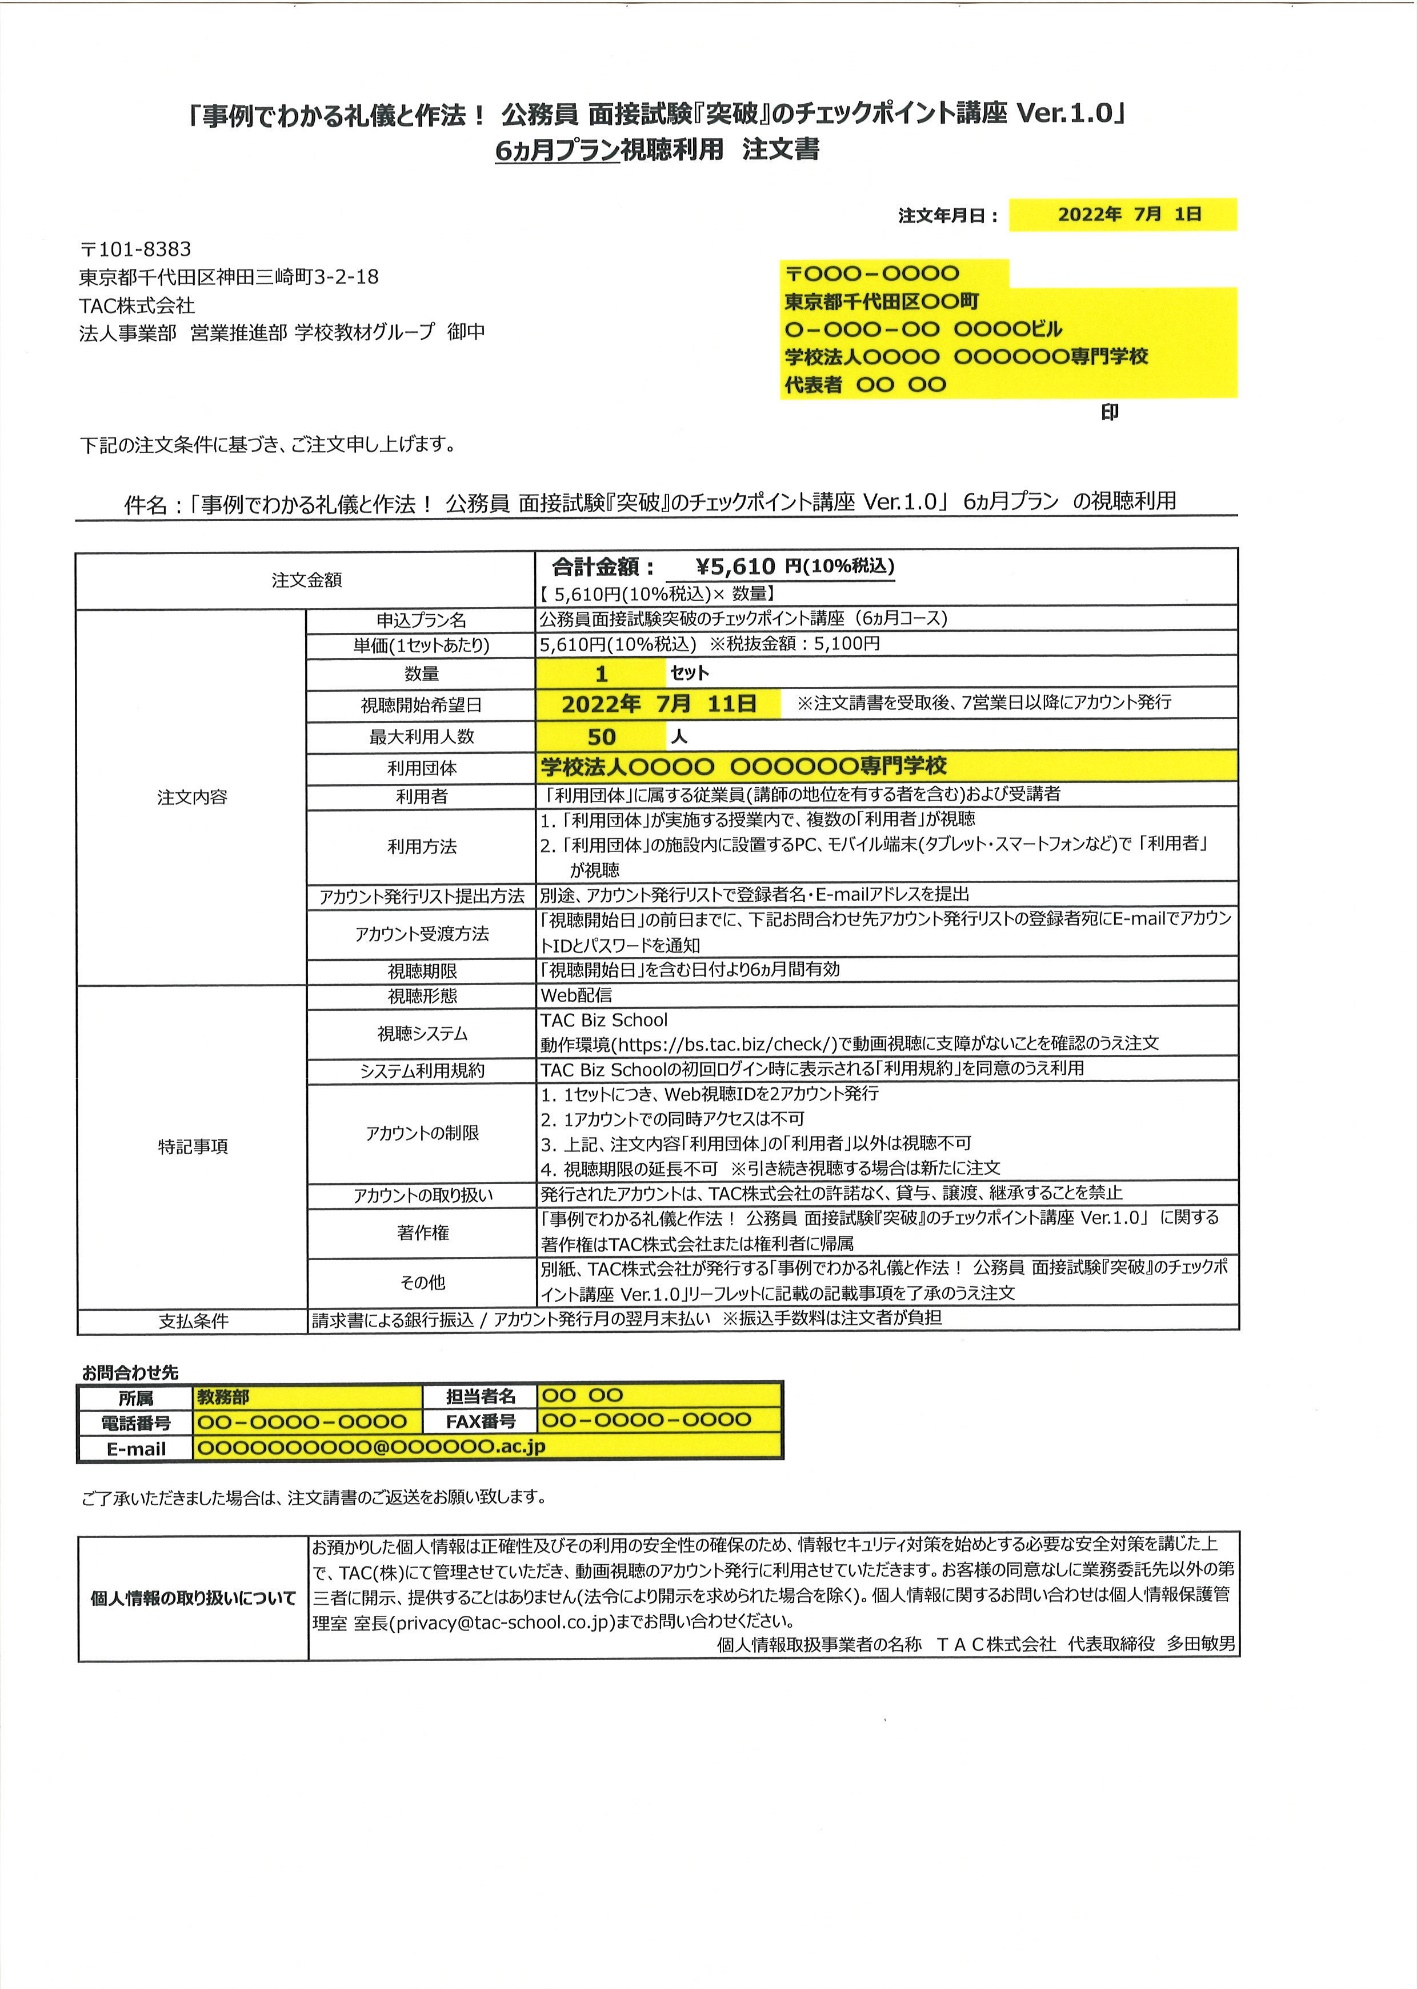 「事例でわかる礼儀と作法！ 公務員 面接試験『突破』のチェックポイント講座 Ver.1.0」
6ヵ月プラン視聴利用 注文書
注文年月日： 2022年 7月 1日
〒101-8383
東京都千代田区神田三崎町3-2-18
TAC株式会社
法人事業部 営業推進部 学校教材グループ 御中
〒〇〇〇－〇〇〇〇
東京都千代田区〇〇町
〇－〇〇〇－〇〇 〇〇〇〇ビル
学校法人〇〇〇〇 〇〇〇〇〇〇専門学校
代表者 〇〇 〇〇
印
下記の注文条件に基づき、ご注文申し上げます。
件名：「事例でわかる礼儀と作法！ 公務員 面接試験『突破』のチェックポイント講座 Ver.1.0」 6ヵ月プラン の視聴利用
注文金額
合計金額： ¥5,610 円(10%税込)
【 5,610円(10%税込)× 数量】
注文内容
申込プラン名 公務員面接試験突破のチェックポイント講座（6ヵ月コース)
単価(1セットあたり) 5,610円(10%税込) ※税抜金額：5,100円
数量 1 セット
視聴開始希望日 2022年 7月 11日 ※注文請書を受取後、7営業日以降にアカウント発行
最大利用人数 50 人
利用団体 学校法人〇〇〇〇 〇〇〇〇〇〇専門学校
利用者 「利用団体」に属する従業員(講師の地位を有する者を含む)および受講者
利用方法
1. 「利用団体」が実施する授業内で、複数の「利用者」が視聴
2. 「利用団体」の施設内に設置するPC、モバイル端末(タブレット・スマートフォンなど)で「利用者」
が視聴
アカウント発行リスト提出方法 別途、アカウント発行リストで登録者名・E-mailアドレスを提出
アカウント受渡方法
「視聴開始日」の前日までに、下記お問合わせ先アカウント発行リストの登録者宛にE-mailでアカウン
トIDとパスワードを通知
視聴期限 「視聴開始日」を含む日付より6ヵ月間有効
特記事項
視聴形態 Web配信
視聴システム
TAC Biz School
動作環境(https://bs.tac.biz/check/)で動画視聴に支障がないことを確認のうえ注文
システム利用規約 TAC Biz Schoolの初回ログイン時に表示される「利用規約」を同意のうえ利用
アカウントの制限
1. 1セットにつき、Web視聴IDを2アカウント発行
2. 1アカウントでの同時アクセスは不可
3. 上記、注文内容「利用団体」の「利用者」以外は視聴不可
4. 視聴期限の延長不可 ※引き続き視聴する場合は新たに注文
アカウントの取り扱い 発行されたアカウントは、TAC株式会社の許諾なく、貸与、譲渡、継承することを禁止
著作権
「事例でわかる礼儀と作法！ 公務員 面接試験『突破』のチェックポイント講座 Ver.1.0」 に関する
著作権はTAC株式会社または権利者に帰属
その他
別紙、TAC株式会社が発行する「事例でわかる礼儀と作法！ 公務員 面接試験『突破』のチェックポ
イント講座 Ver.1.0」リーフレットに記載の記載事項を了承のうえ注文
支払条件 請求書による銀行振込 / アカウント発行月の翌月末払い ※振込手数料は注文者が負担
お問合わせ先
所属 教務部 担当者名 〇〇 〇〇
電話番号 〇〇－〇〇〇〇－〇〇〇〇 FAX番号 〇〇－〇〇〇〇－〇〇〇〇
E-mail 〇〇〇〇〇〇〇〇〇〇@〇〇〇〇〇〇.ac.jp
ご了承いただきました場合は、注文請書のご返送をお願い致します。
個人情報の取り扱いについて
お預かりした個人情報は正確性及びその利用の安全性の確保のため、情報セキュリティ対策を始めとする必要な安全対策を講じた上
で、TAC(株)にて管理させていただき、動画視聴のアカウント発行に利用させていただきます。お客様の同意なしに業務委託先以外の第
三者に開示、提供することはありません(法令により開示を求められた場合を除く)。個人情報に関するお問い合わせは個人情報保護管
理室 室長(privacy@tac-school.co.jp)までお問い合わせください。
個人情報取扱事業者の名称 ＴＡＣ株式会社 代表取締役 多田敏男